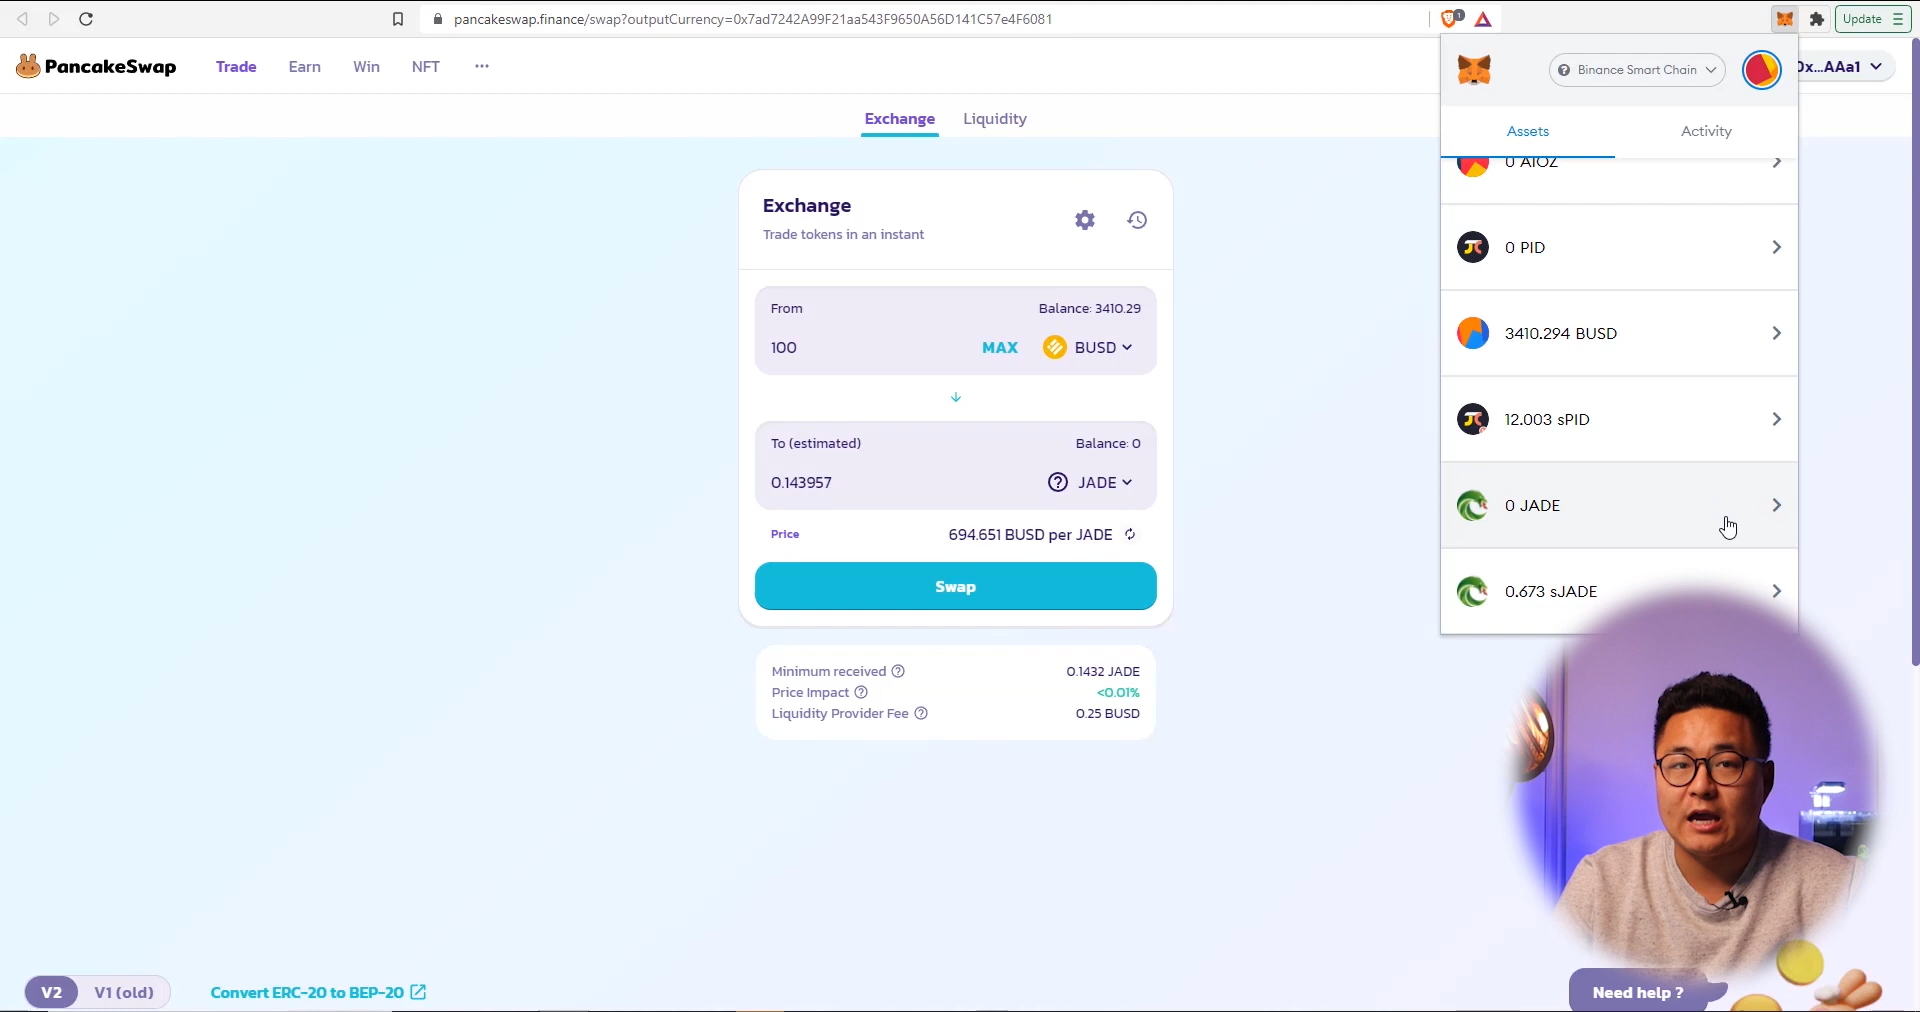 pancakeswap.finance/swap?outputCurrency=0x7ad7242A99F21aa543F9650A56D141C57e4F6081
1
Update
PancakeSwap
Trade
Earn
Win
NFT
Exchange
Liquidity
Exchange
Trade tokens in an instant
From
Balance: 3410.29
100
MAX
BUSD
To (estimated)
Balance: 0
0.143957
JADE
Price
694.651 BUSD per JADE
Swap
Minimum received
0.1432 JADE
Price Impact
<0.01%
Liquidity Provider Fee
0.25 BUSD
Binance Smart Chain
0x...AAa1
Assets
Activity
0 AIOZ
0 PID
3410.294 BUSD
12.003 sPID
0 JADE
0.673 sJADE
V2
V1 (old)
Convert ERC-20 to BEP-20
Need help ?